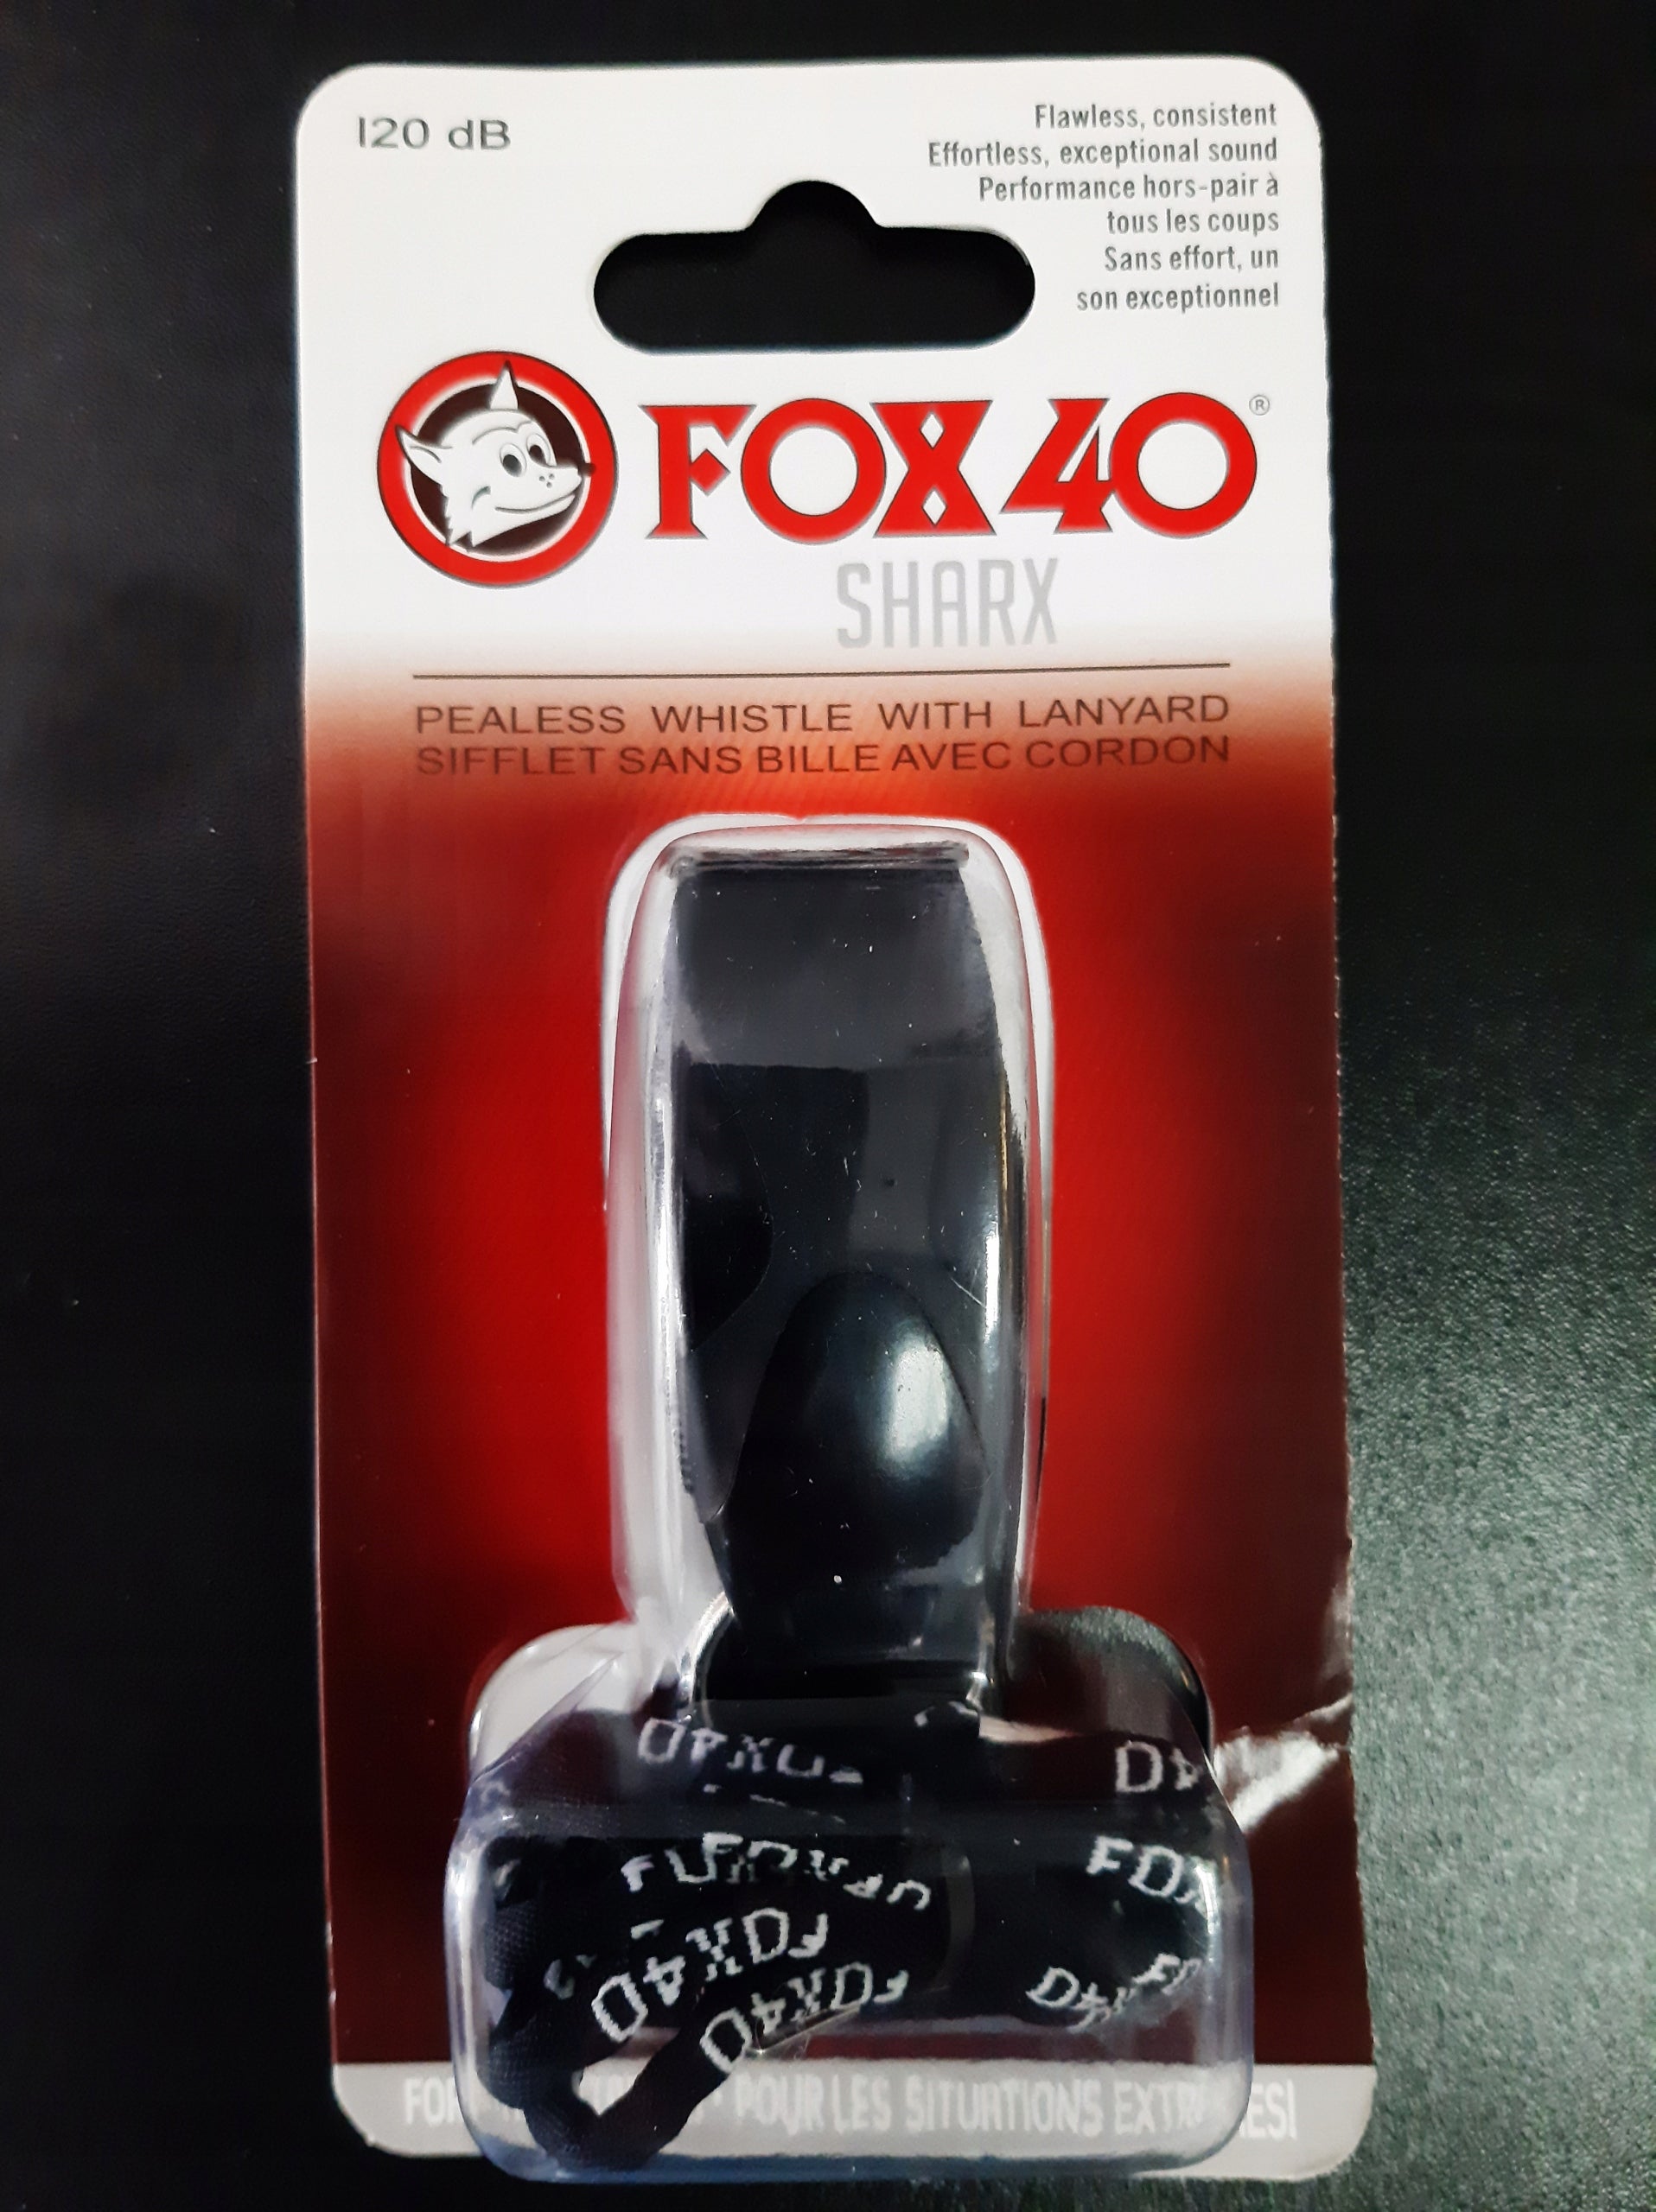 120 dB
Flawless, consistent
Effortless, exceptional sound
Performance hors-pair à
tous les coups
Sans effort, un
son exceptionnel
FOX 40®
SHARX
PEALESS WHISTLE WITH LANYARD
SIFFLET SANS BILLE AVEC CORDON
FOX40
FOX40
POUR LES SITUATIONS